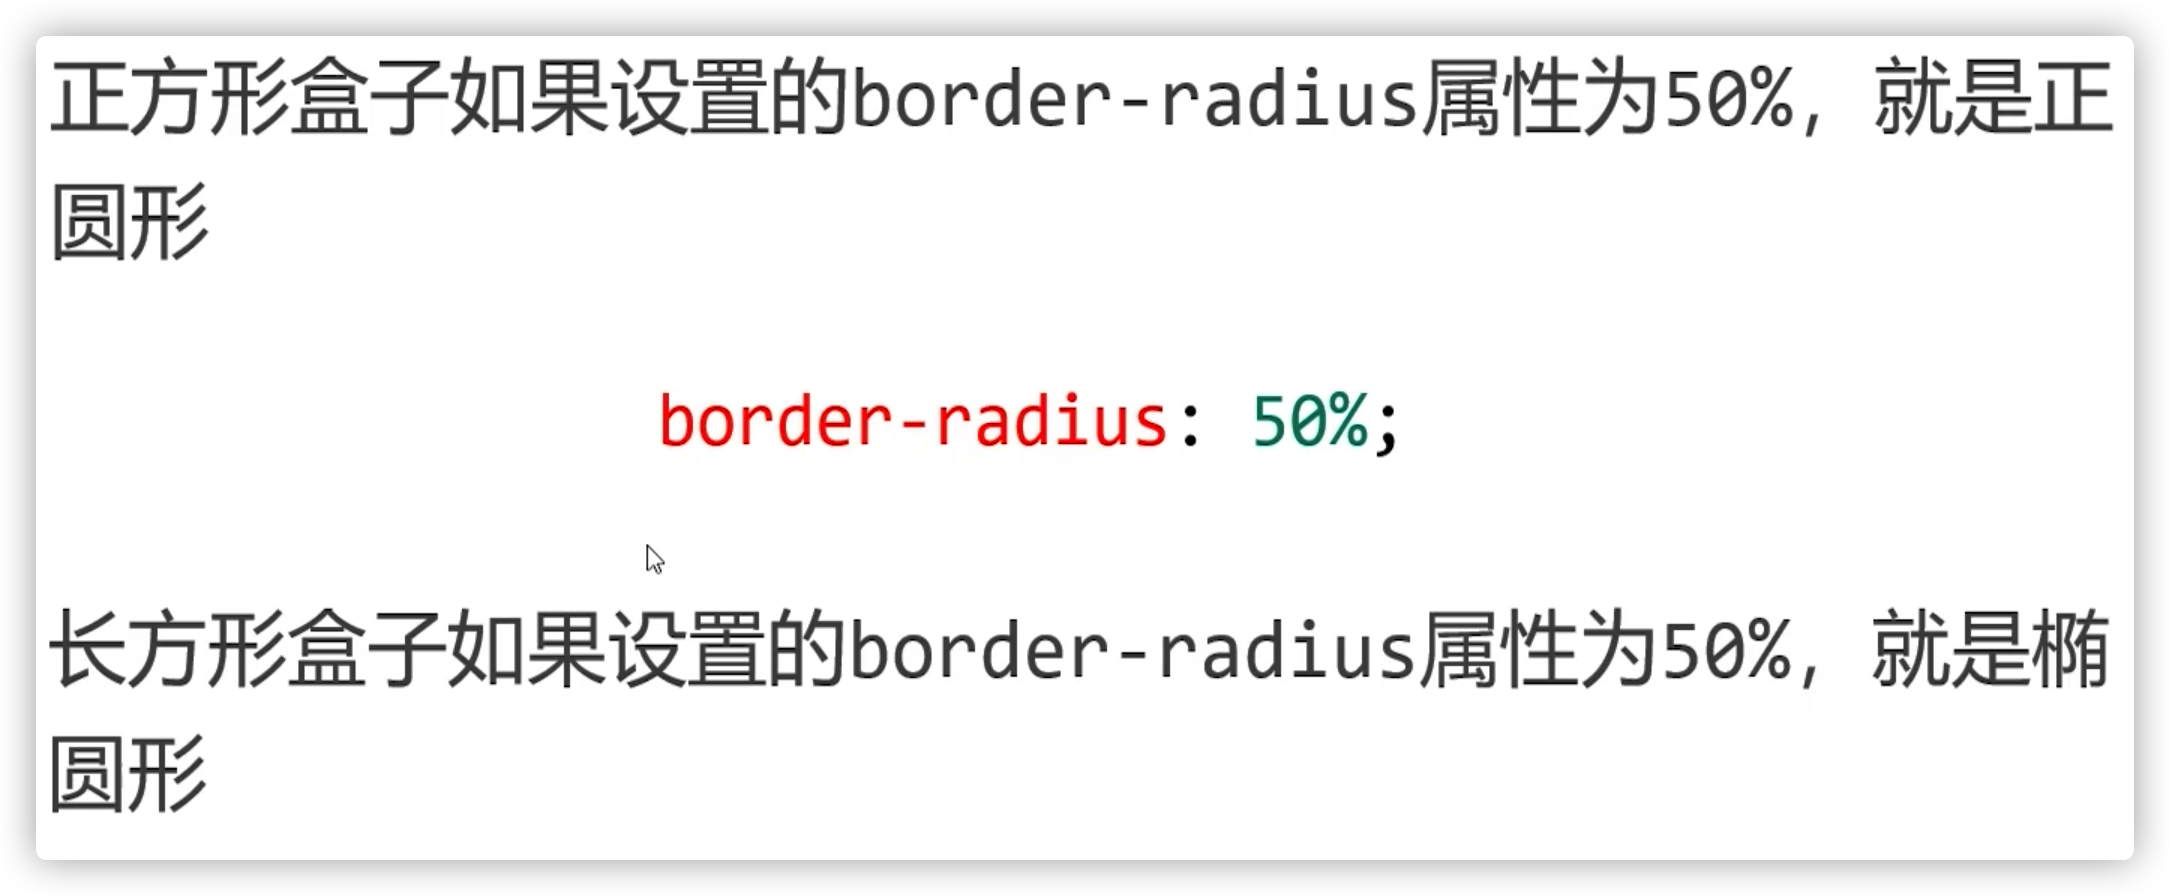 正方形盒子如果设置的border-radius属性为50%，就是正
圆形
border-radius: 50%;
长方形盒子如果设置的border-radius属性为50%，就是椭
圆形